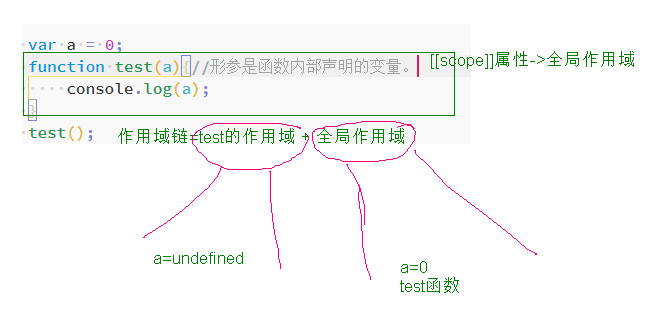 var a = 0;
function test(a){//形参是函数内部声明的变量。
[[scope]]属性->全局作用域
console.log(a);
}
test();
作用域链=test的作用域 + 全局作用域
a=undefined
a=0
test函数